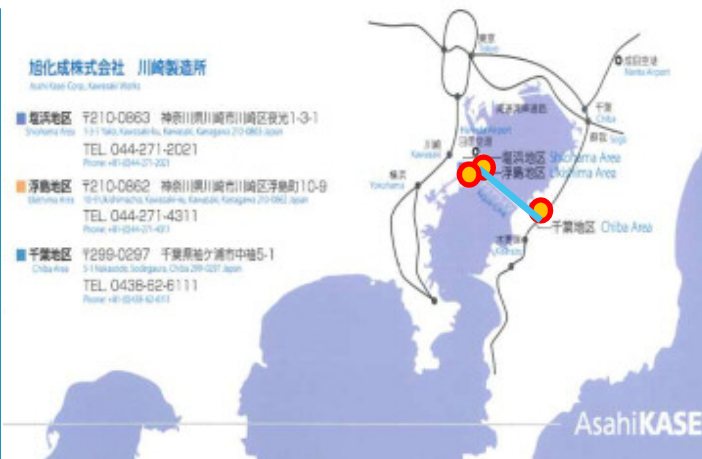 旭化成株式会社 川崎製造所
Asahi Kasei Corp., Kawasaki Works
塩浜地区 〒210-0863 神奈川県川崎市川崎区夜光1-3-1
Shiohama Area
TEL 044-271-2021
浮島地区 〒210-0862 神奈川県川崎市川崎区浮島町10-9
Ukishima Area
TEL. 044-271-4311
千葉地区 〒299-0297 千葉県袖ケ浦市中袖5-1
Chiba Area
TEL. 0438-62-6111
東京
Tokyo
成田空港
Narita Airport
千葉
Chiba
蘇我 Soga
川崎
Kawasaki
Haneda Airport
羽田空港
横浜
Yokohama
塩浜地区 Shiohama Area
浮島地区 Ukishima Area
千葉地区 Chiba Area
AsahiKASE